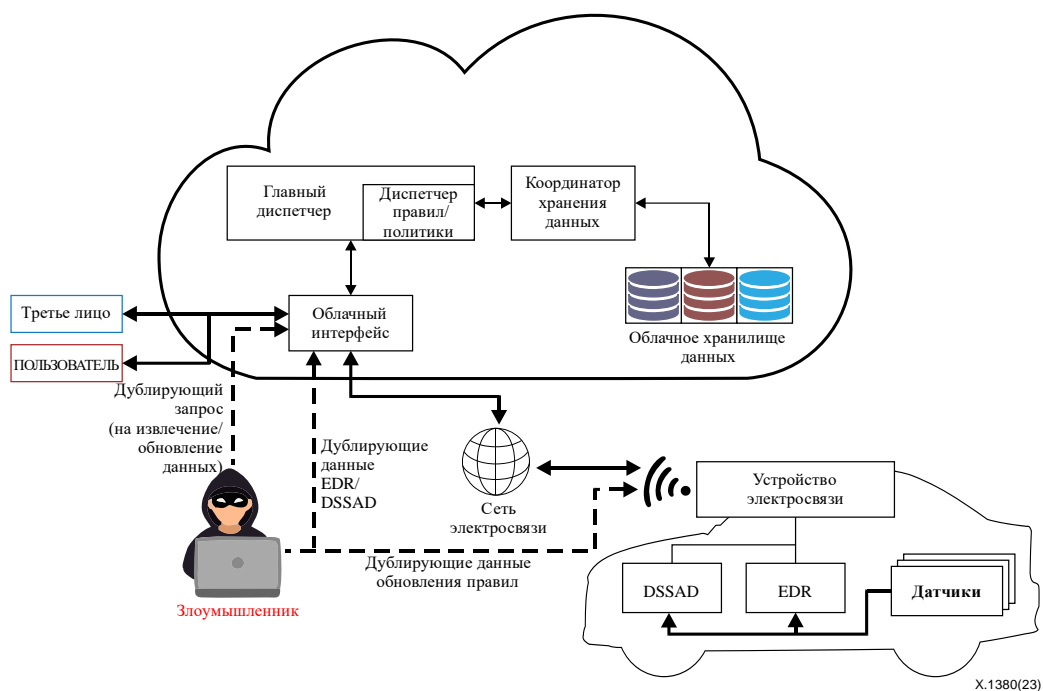 Главный
диспетчер
Диспетчер
правил/
политики
Координатор
хранения
данных
Третье лицо
Облачный
интерфейс
Облачное хранилище
данных
ПОЛЬЗОВАТЕЛЬ
Дублирующий
запрос
(на извлечение/
обновление
данных)
Дублирующие
данные
EDR/
DSSAD
Сеть
электросвязи
Устройство
электросвязи
Дублирующие данные
обновления правил
DSSAD
EDR
Датчики
Злоумышленник
X.1380(23)